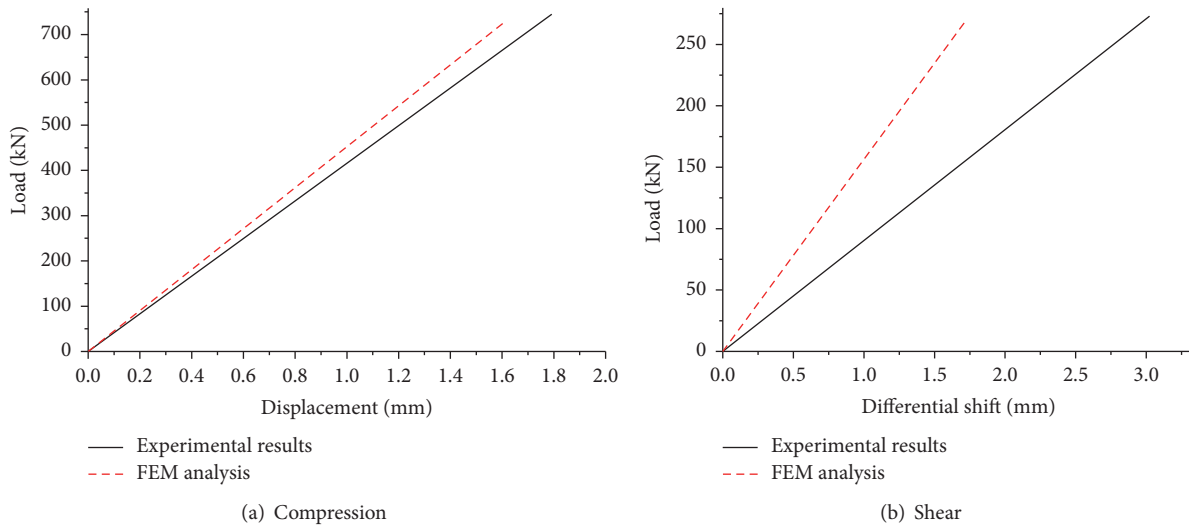 700
600
500
400
300
200
100
0
Load (kN)
0.0 0.2 0.4 0.6 0.8 1.0 1.2 1.4 1.6 1.8 2.0
Displacement (mm)
Experimental results
FEM analysis
(a) Compression
250
200
150
100
50
0
Load (kN)
0.0 0.5 1.0 1.5 2.0 2.5 3.0
Differential shift (mm)
Experimental results
FEM analysis
(b) Shear